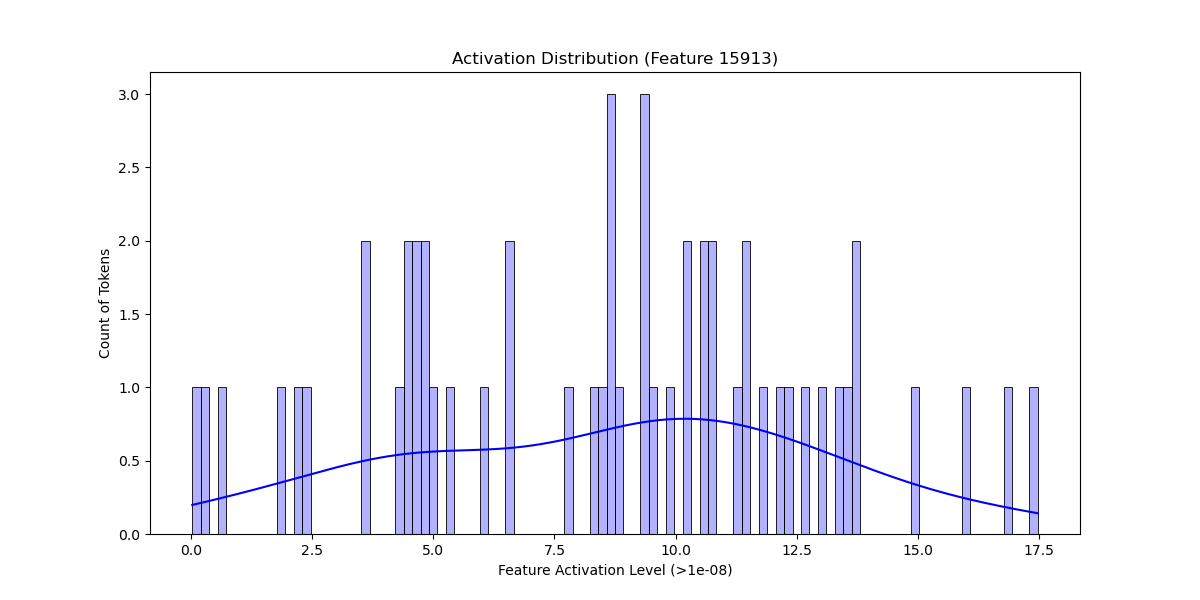 Activation Distribution (Feature 15913)
3.0
2.5
2.0
1.5
1.0
0.5
0.0
Count of Tokens
0.0 2.5 5.0 7.5 10.0 12.5 15.0 17.5
Feature Activation Level (>1e-08)